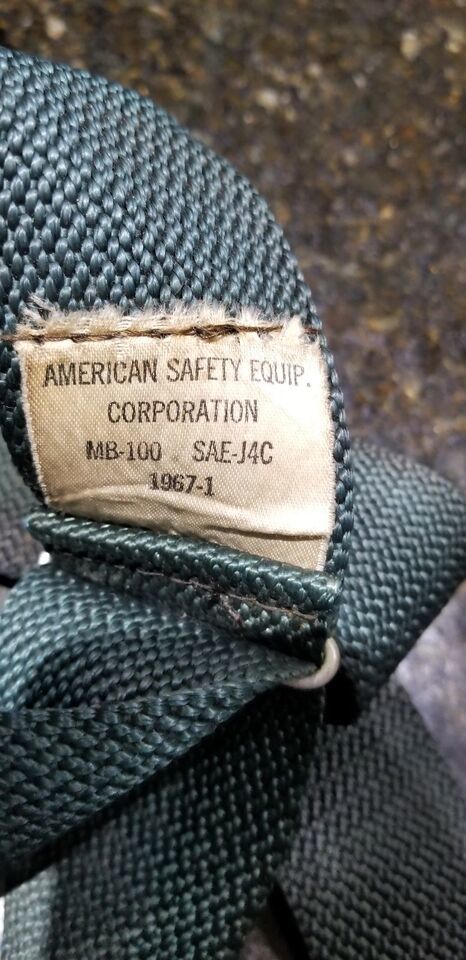 AMERICAN SAFETY EQUIP.
CORPORATION
MB-100 SAE-J4C
1967-1